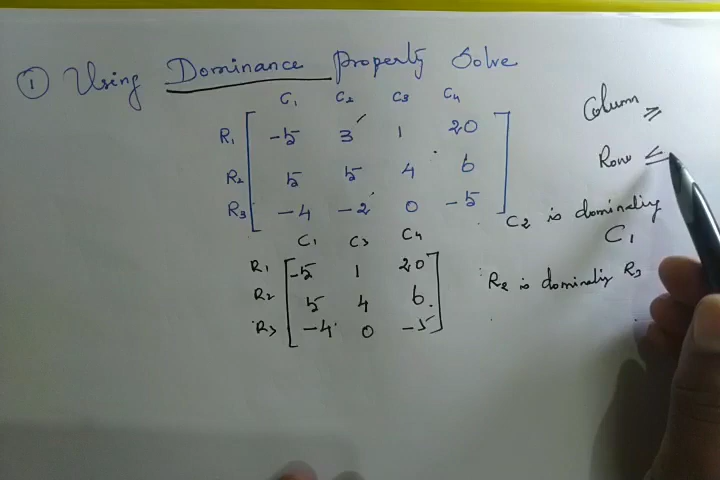 ① Using Dominance property Solve
C1 C2 C3 C4
R1 -5 3 1 20
R2 5 5 4 6
R3 -4 -2 0 -5
Column ≥
Row ≤
C2 is dominating
C1
C1 C3 C4
R1 -5 1 20
R2 5 4 6
R3 -4 0 -5
R2 is dominating R3